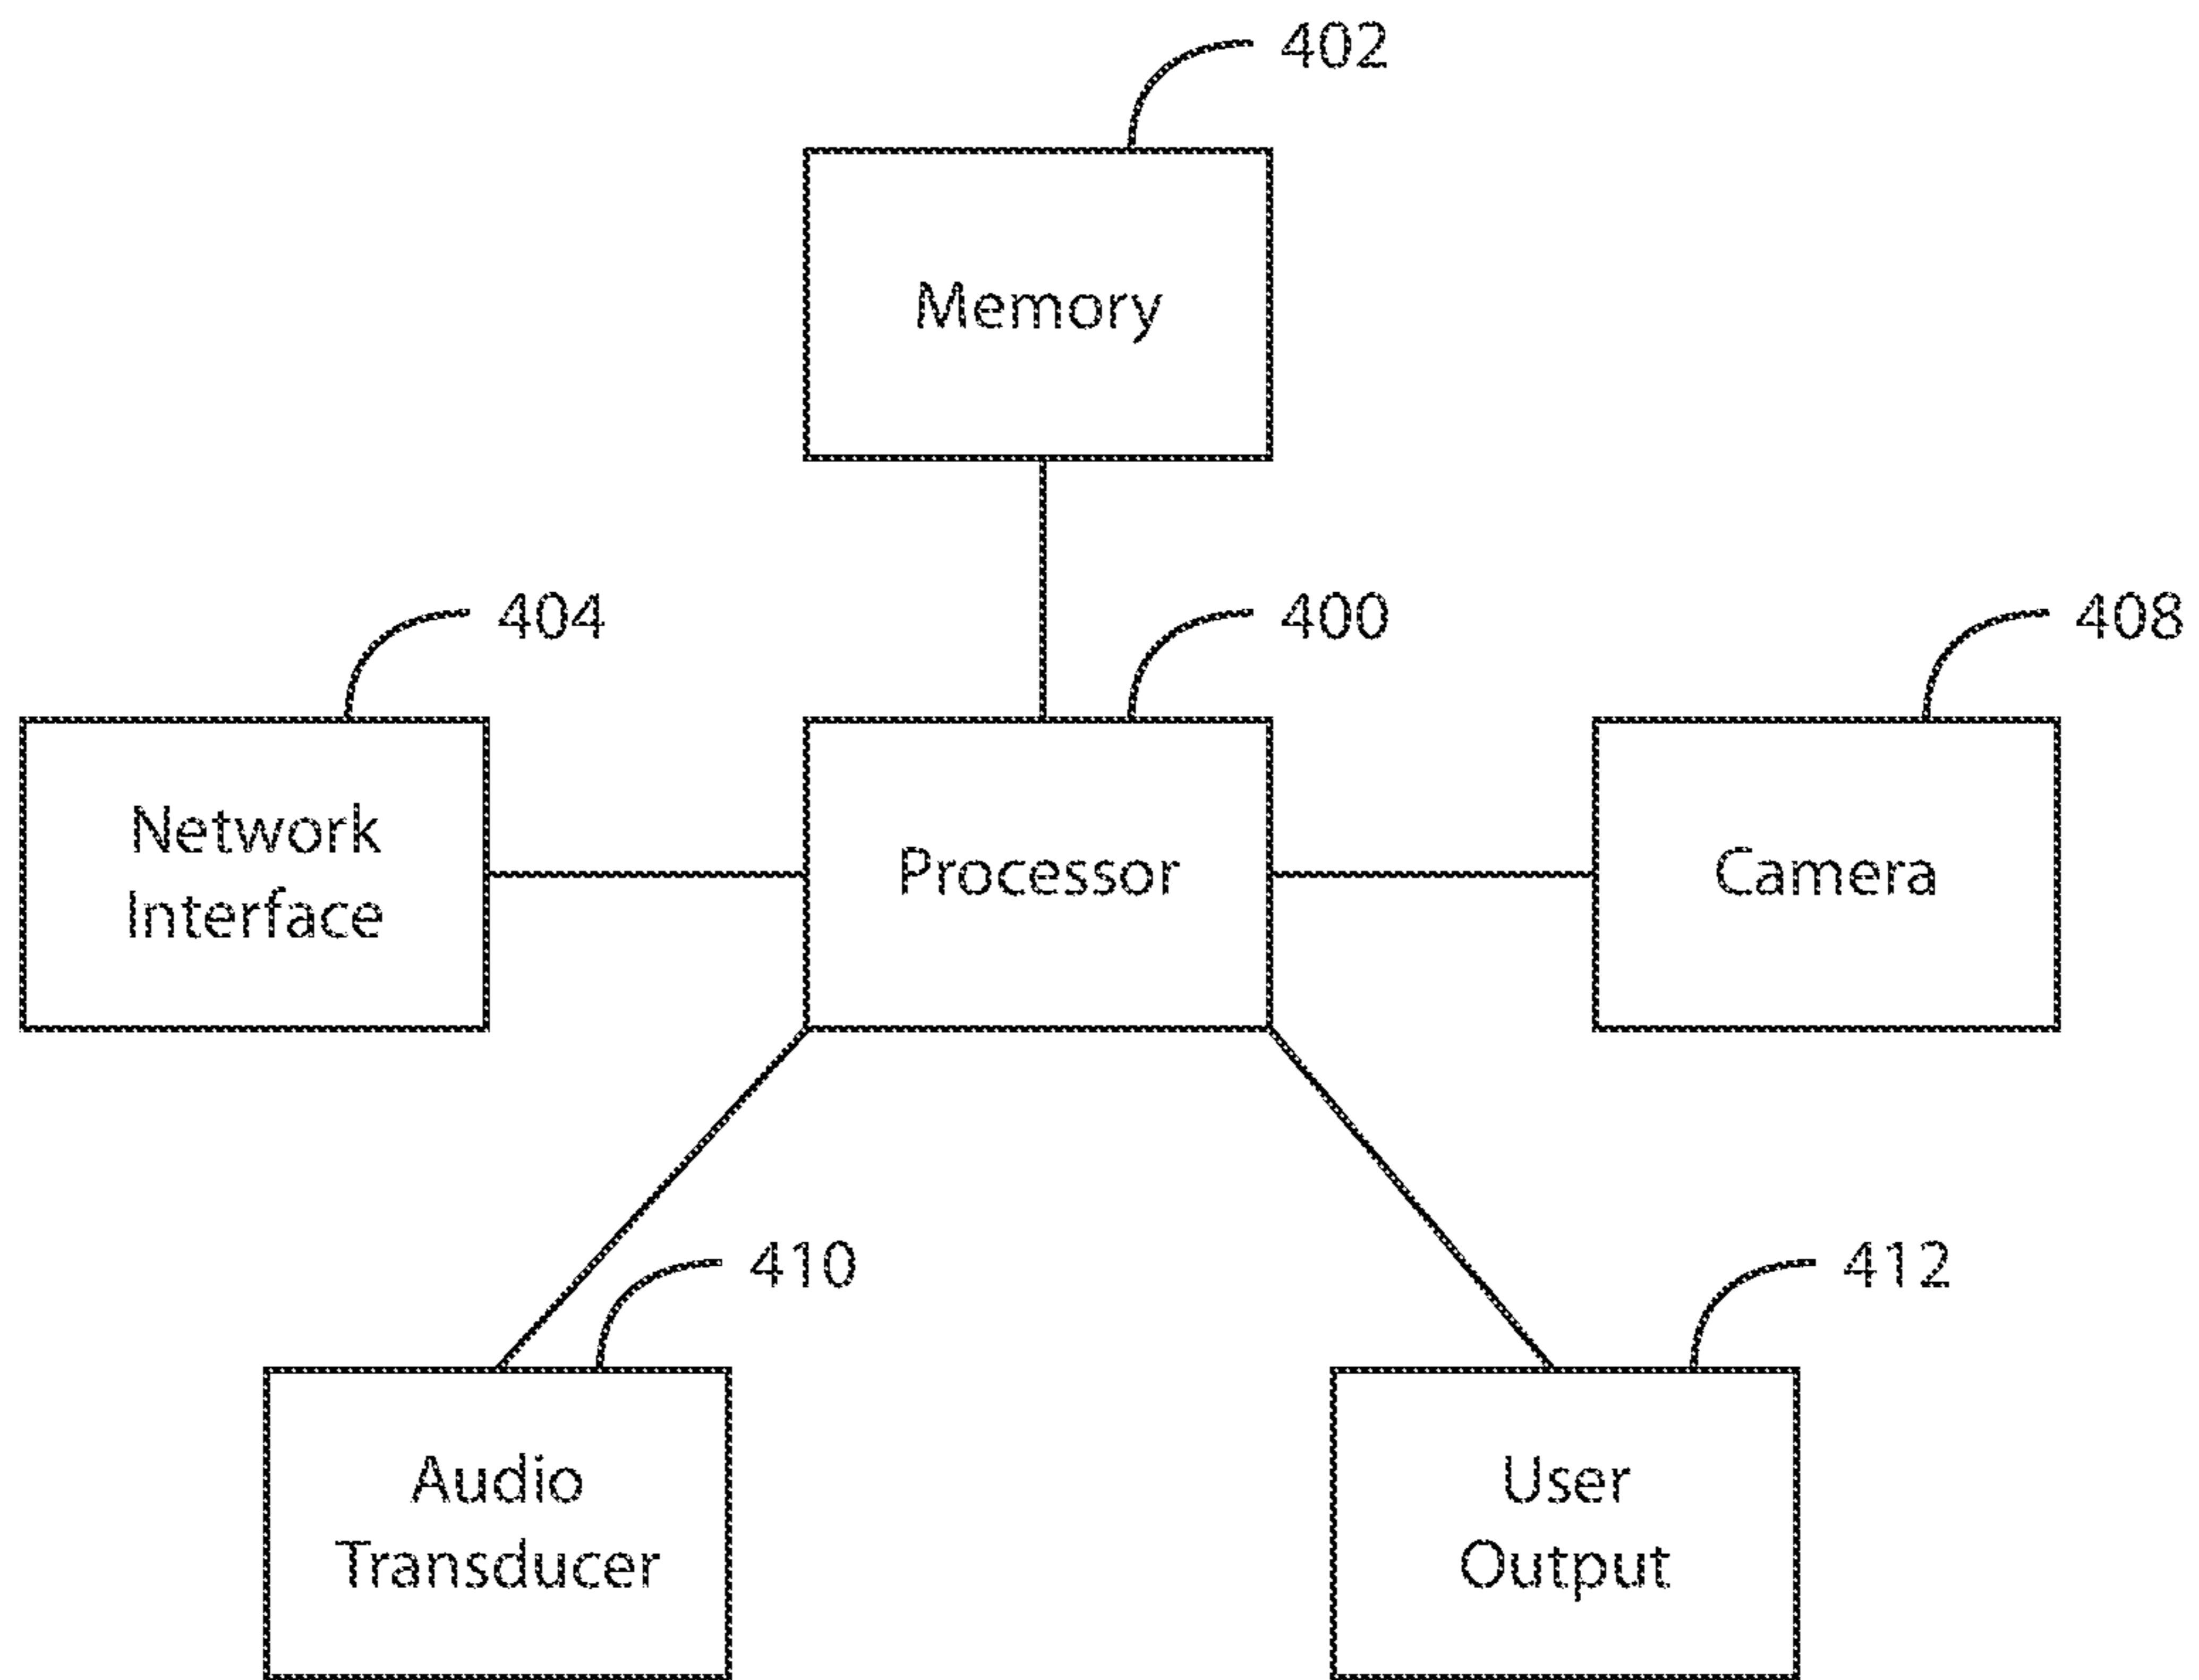 402
Memory
404
400
408
Network
Interface
Processor
Camera
410
412
Audio
Transducer
User
Output